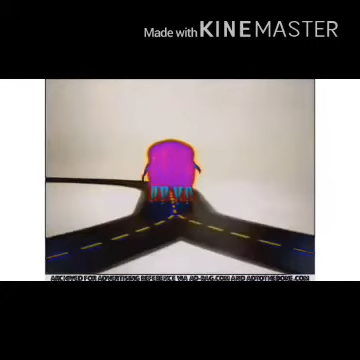 Made with KINEMASTER
ARCHIVED FOR ADVERTISING REFERENCE VIA AD-RAG.COM AND ADTOTHEBONE.COM